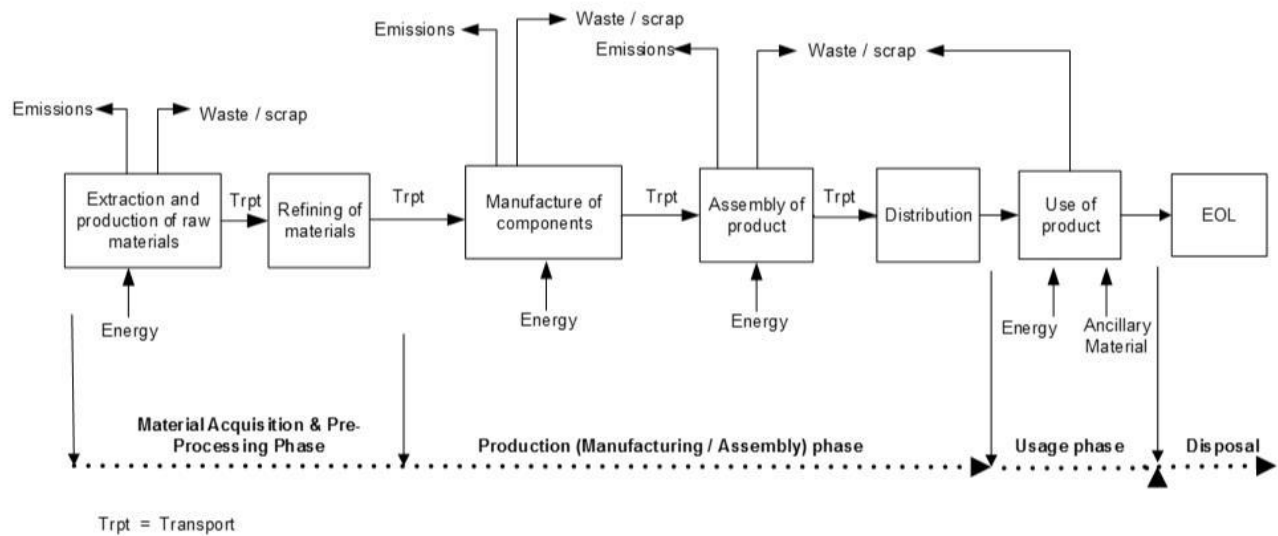 Emissions
Waste / scrap
Emissions
Waste / scrap
Emissions
Waste / scrap
Extraction and
production of raw
materials
Trpt
Refining of
materials
Trpt
Manufacture of
components
Trpt
Assembly of
product
Trpt
Distribution
Use of
product
EOL
Energy
Energy
Energy
Energy
Ancillary
Material
Material Acquisition & Pre-
Processing Phase
Production (Manufacturing / Assembly) phase
Usage phase
Disposal
Trpt = Transport